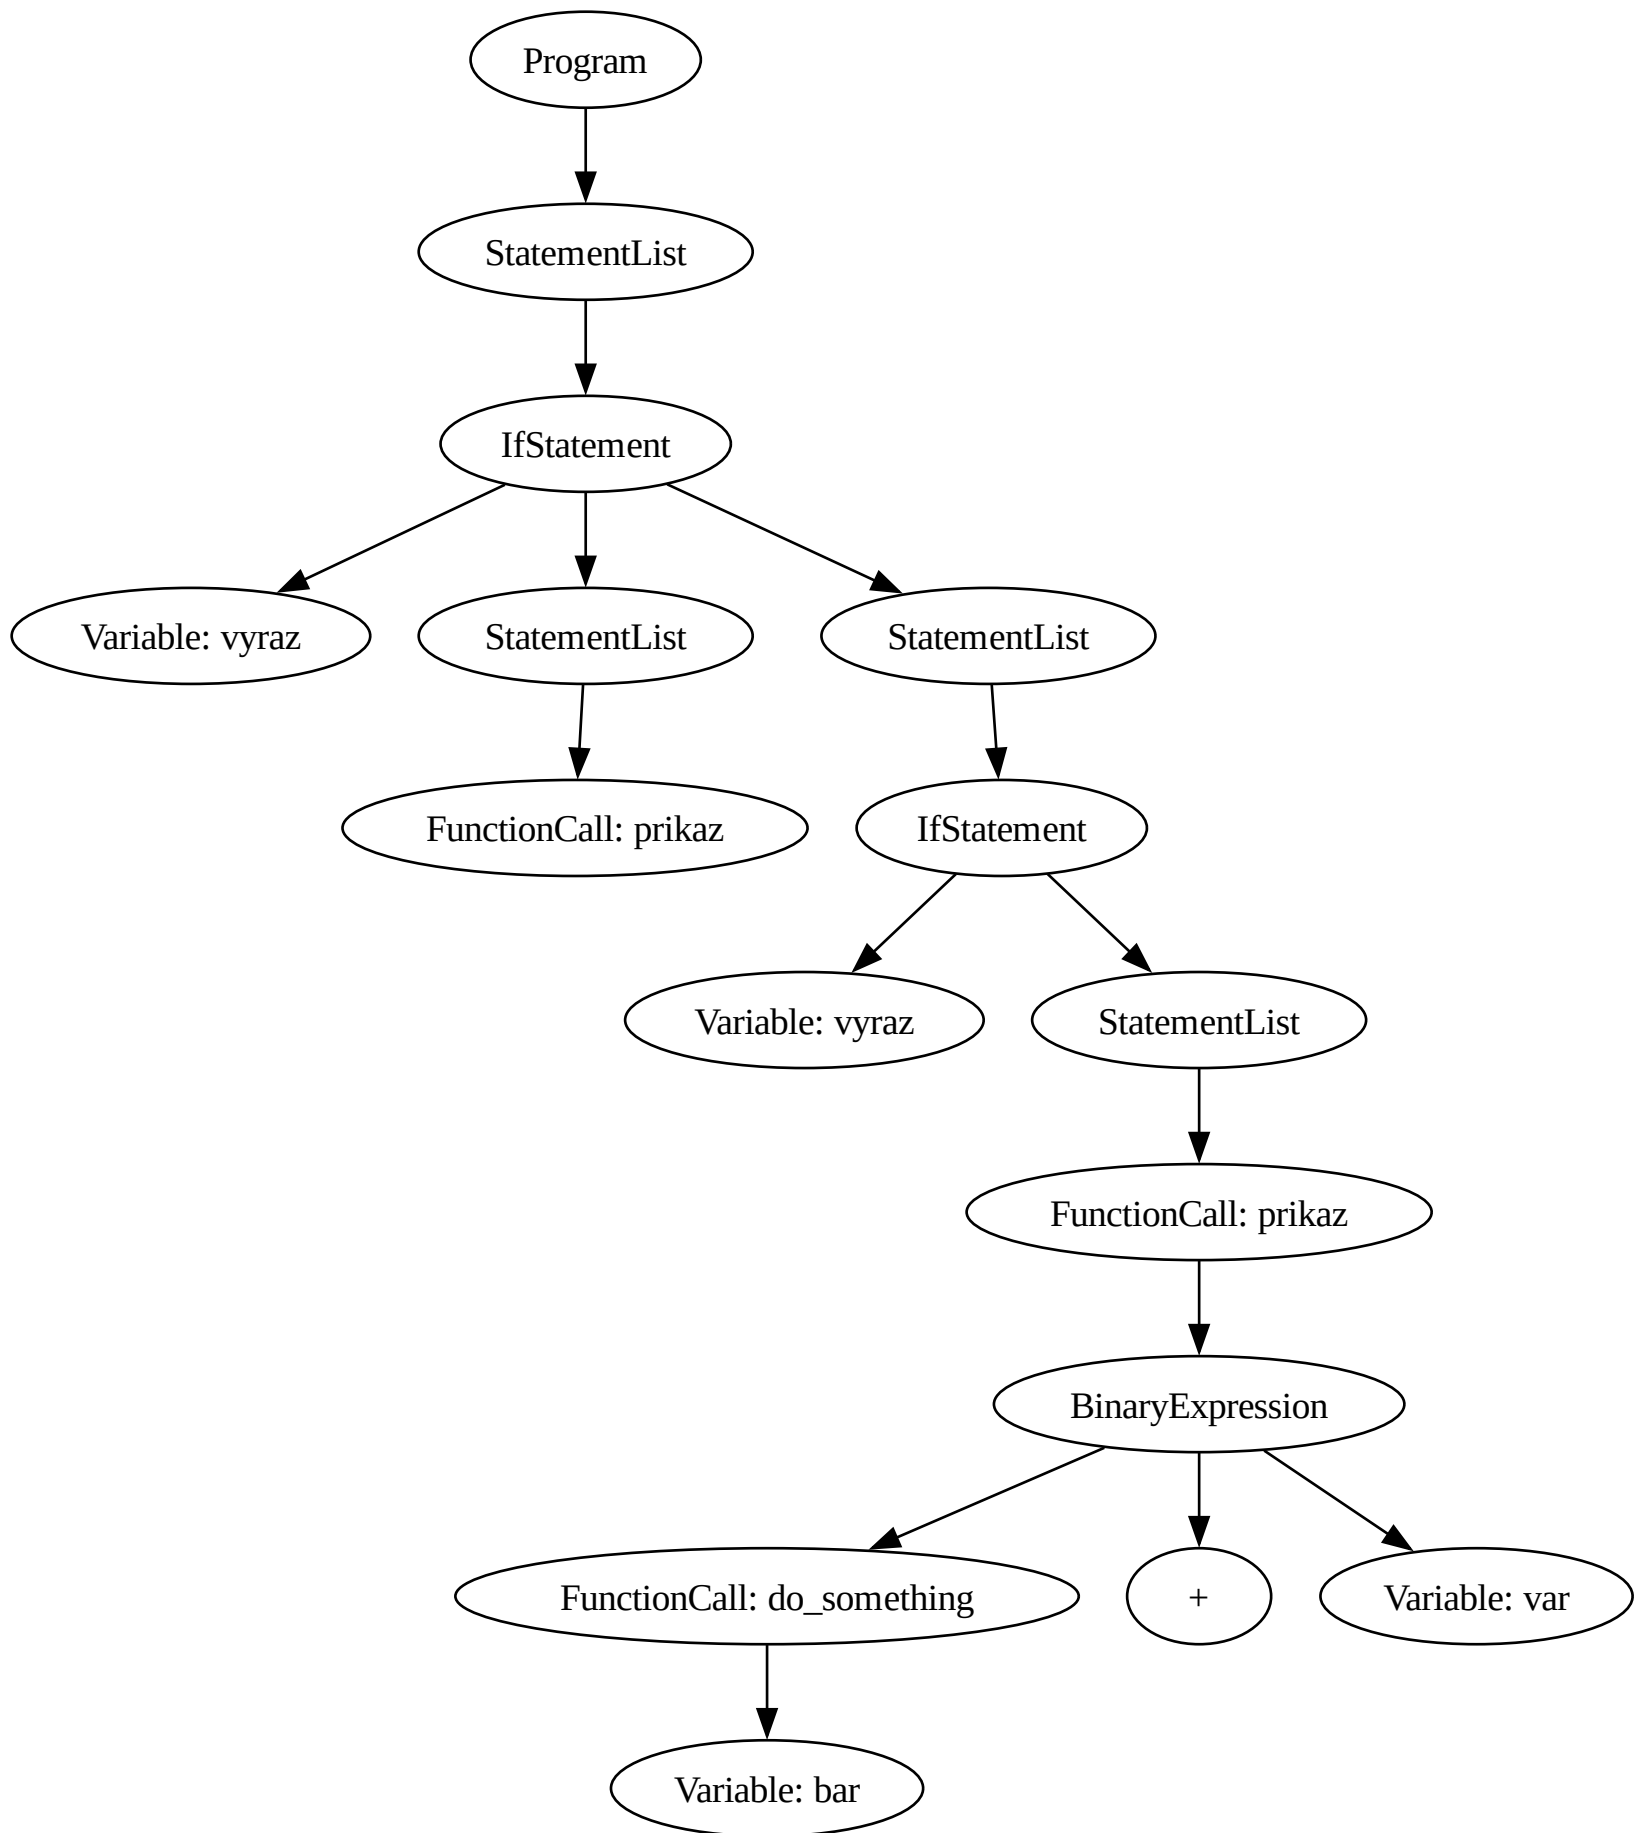 Program
StatementList
IfStatement
Variable: vyraz
StatementList
StatementList
FunctionCall: prikaz
IfStatement
Variable: vyraz
StatementList
FunctionCall: prikaz
BinaryExpression
FunctionCall: do_something
+
Variable: var
Variable: bar